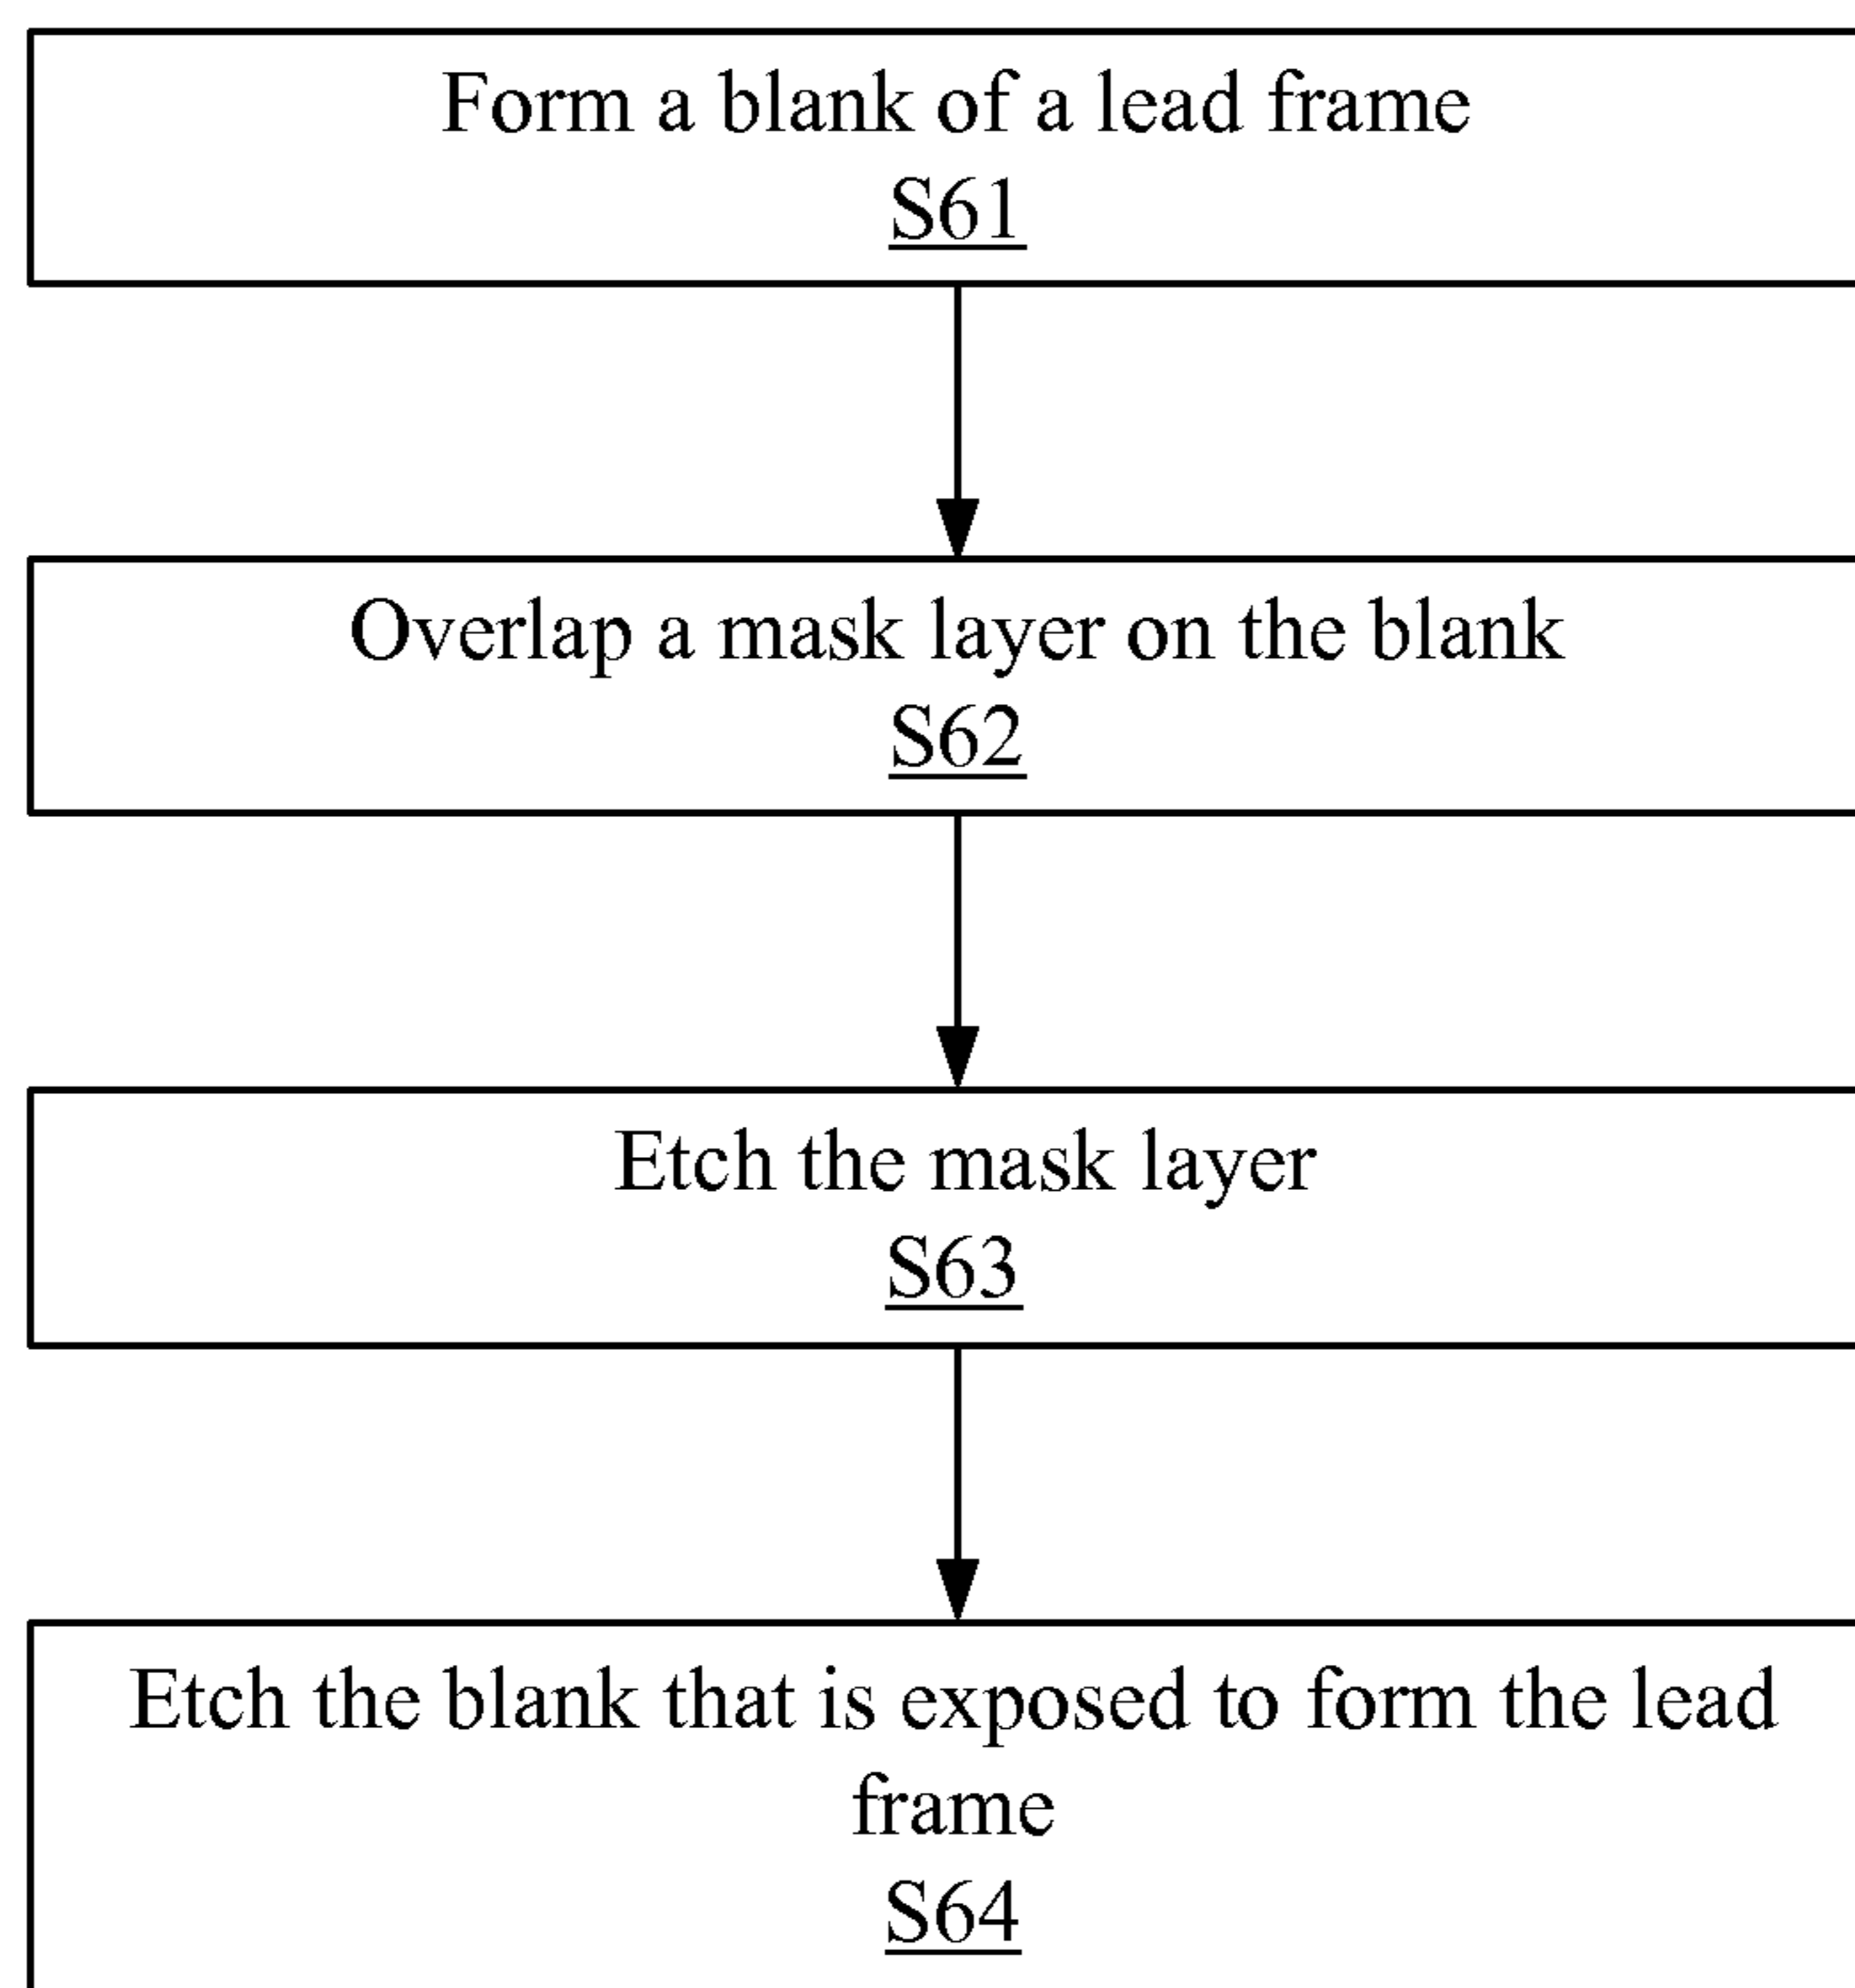 Form a blank of a lead frame
S61
Overlap a mask layer on the blank
S62
Etch the mask layer
S63
Etch the blank that is exposed to form the lead
frame
S64